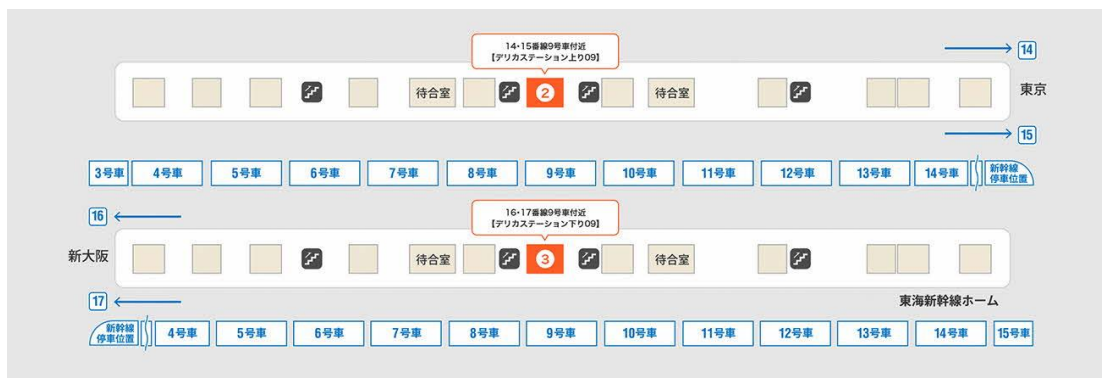 14・15番線9号車付近
【デリカステーション上り09】
14
待合室
2
待合室
東京
15
3号車 4号車 5号車 6号車 7号車 8号車 9号車 10号車 11号車 12号車 13号車 14号車 新幹線
停車位置
16
16・17番線9号車付近
【デリカステーション下り09】
新大阪
待合室
3
待合室
17
東海新幹線ホーム
新幹線
停車位置
4号車 5号車 6号車 7号車 8号車 9号車 10号車 11号車 12号車 13号車 14号車 15号車